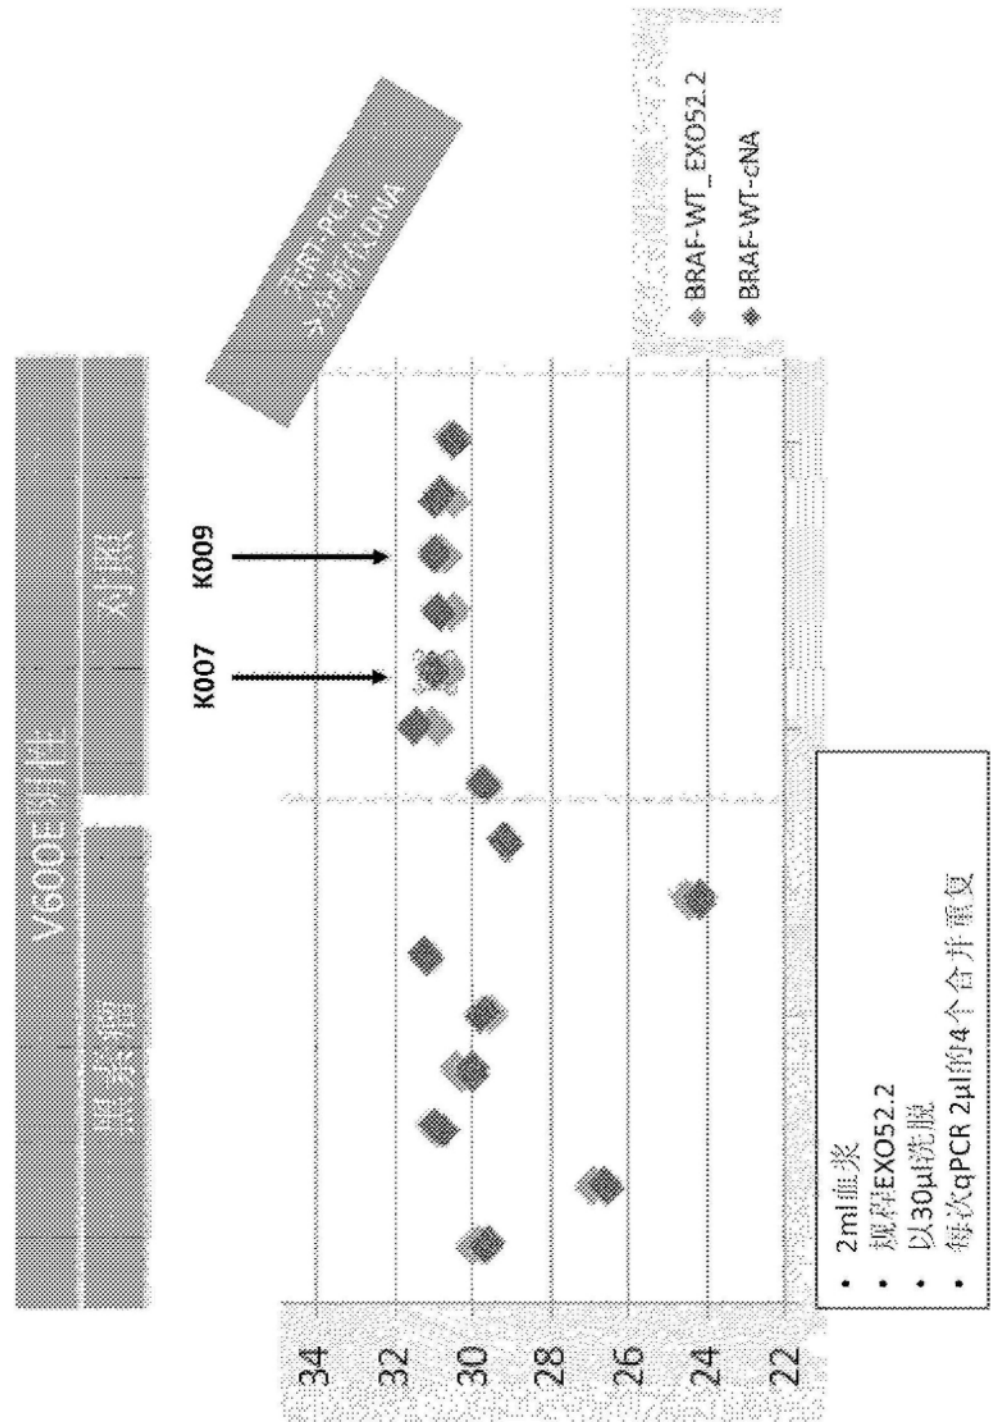 V600E阴性
黑素瘤
对照
无RT-PCR
>分析仅DNA
K007
K009
34
32
30
28
26
24
22
◆ BRAF-WT_EXO52.2
◆ BRAF-WT-cNA
• 2ml血浆
• 规程EXO52.2
• 以30μl洗脱
• 每次qPCR 2μl的4个合并重复